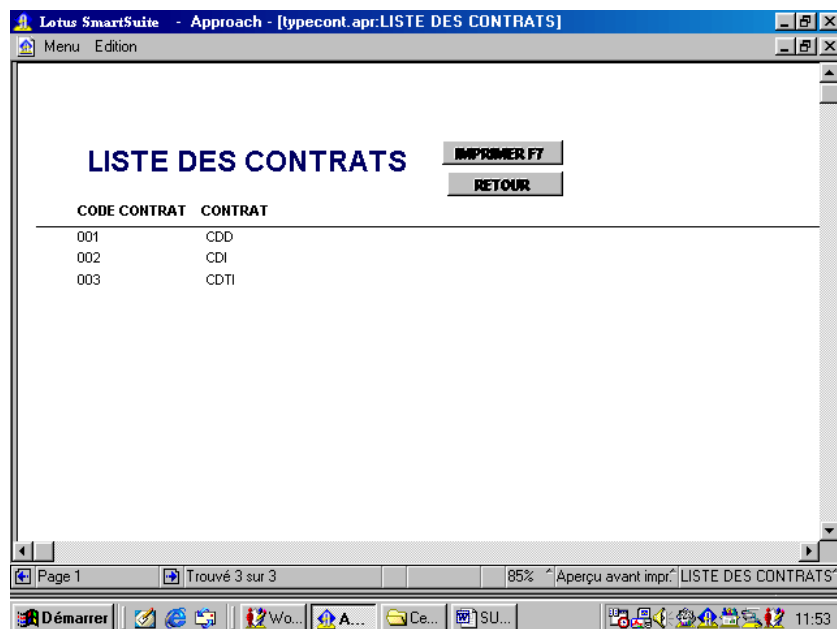 Lotus SmartSuite - Approach - [typecont.apr:LISTE DES CONTRATS]
Menu Edition
LISTE DES CONTRATS
IMPRIMER F7
RETOUR
CODE CONTRAT CONTRAT
001 CDD
002 CDI
003 CDTI
Page 1 Trouvé 3 sur 3 85% Aperçu avant impr. LISTE DES CONTRATS
Démarrer Wo... A... Ce... SU... 11:53